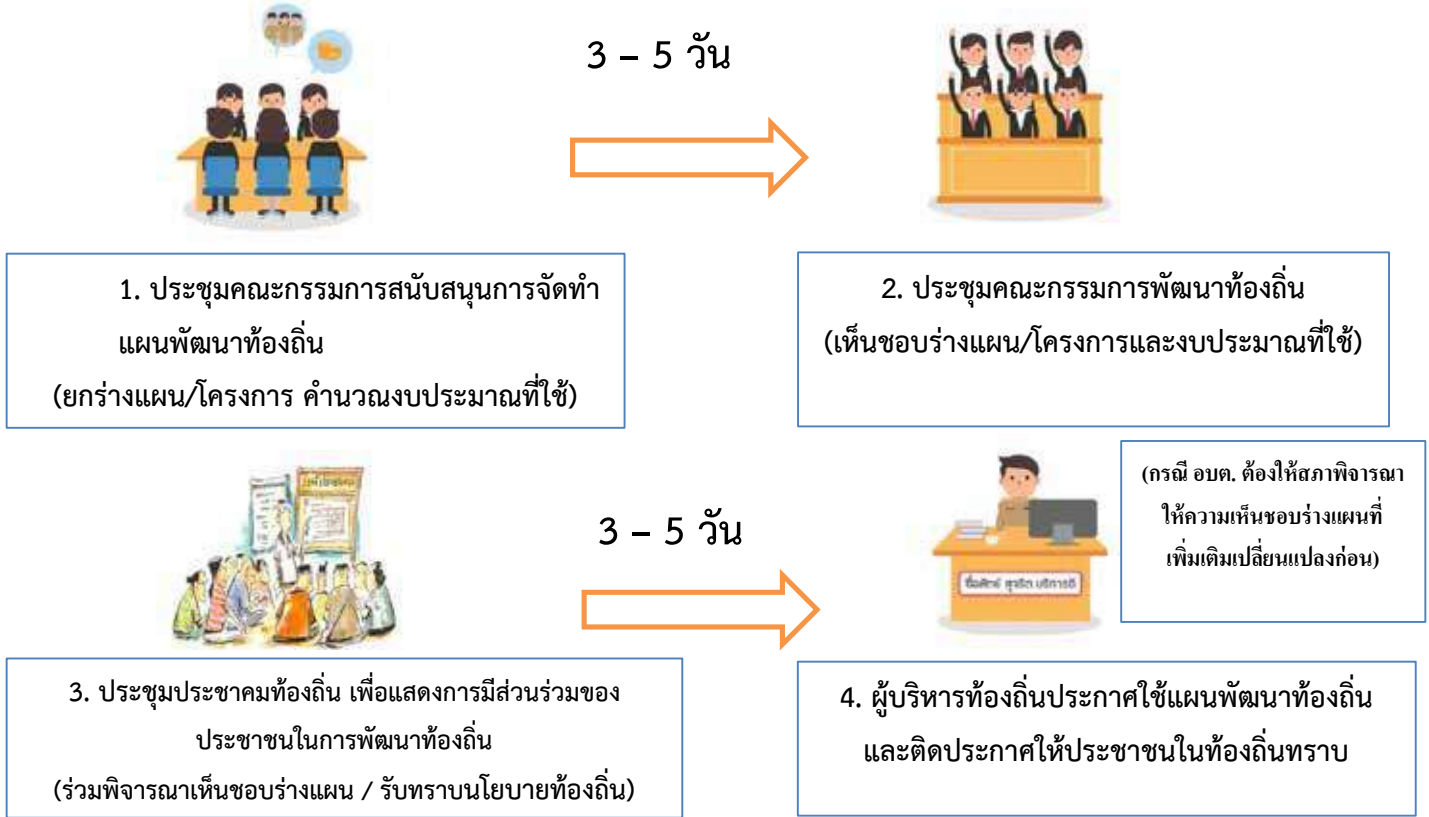 3 – 5 วัน
1. ประชุมคณะกรรมการสนับสนุนการจัดทำ
แผนพัฒนาท้องถิ่น
(ยกร่างแผน/โครงการ คำนวณงบประมาณที่ใช้)
2. ประชุมคณะกรรมการพัฒนาท้องถิ่น
(เห็นชอบร่างแผน/โครงการและงบประมาณที่ใช้)
3 – 5 วัน
(กรณี อบต. ต้องให้สภาพิจารณา
ให้ความเห็นชอบร่างแผนที่
เพิ่มเติมเปลี่ยนแปลงก่อน)
ซื่อสัตย์ สุจริต บริการดี
3. ประชุมประชาคมท้องถิ่น เพื่อแสดงการมีส่วนร่วมของ
ประชาชนในการพัฒนาท้องถิ่น
(ร่วมพิจารณาเห็นชอบร่างแผน / รับทราบนโยบายท้องถิ่น)
4. ผู้บริหารท้องถิ่นประกาศใช้แผนพัฒนาท้องถิ่น
และติดประกาศให้ประชาชนในท้องถิ่นทราบ